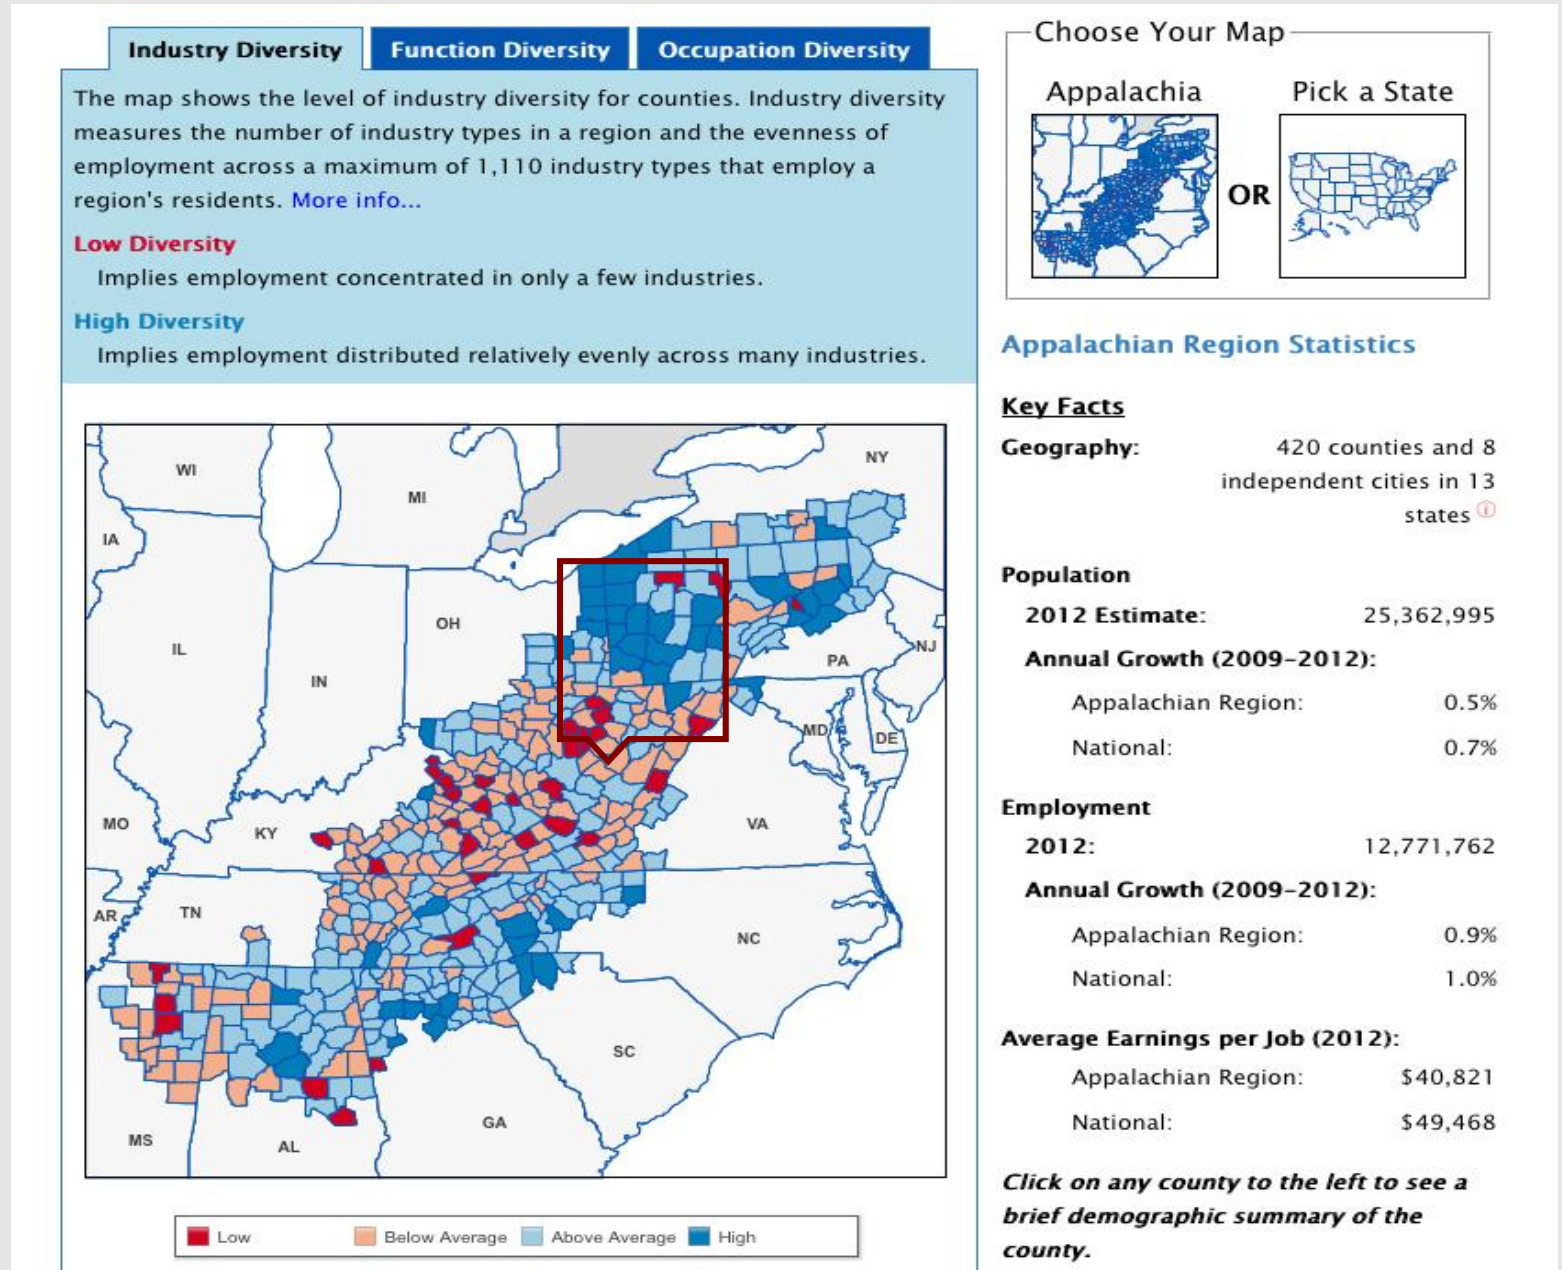 Industry Diversity
Function Diversity
Occupation Diversity
The map shows the level of industry diversity for counties. Industry diversity
measures the number of industry types in a region and the evenness of
employment across a maximum of 1,110 industry types that employ a
region's residents. More info...
Low Diversity
Implies employment concentrated in only a few industries.
High Diversity
Implies employment distributed relatively evenly across many industries.
WI
MI
NY
IA
OH
IL
IN
PA
NJ
MD
DE
MO
KY
VA
AR
TN
NC
SC
MS
AL
GA
Low
Below Average
Above Average
High
Choose Your Map
Appalachia
Pick a State
OR
Appalachian Region Statistics
Key Facts
Geography: 420 counties and 8
independent cities in 13
states ⓘ
Population
2012 Estimate: 25,362,995
Annual Growth (2009-2012):
Appalachian Region: 0.5%
National: 0.7%
Employment
2012: 12,771,762
Annual Growth (2009-2012):
Appalachian Region: 0.9%
National: 1.0%
Average Earnings per Job (2012):
Appalachian Region: $40,821
National: $49,468
Click on any county to the left to see a
brief demographic summary of the
county.